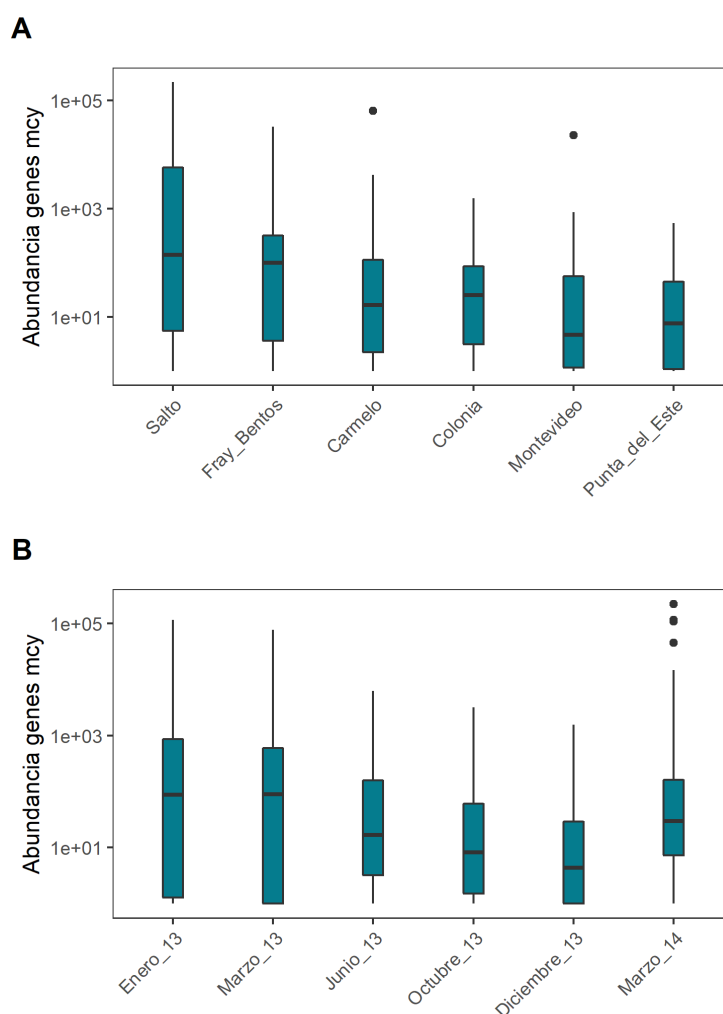 A
Abundancia genes mcy
1e+05
1e+03
1e+01
Salto
Fray_Bentos
Carmelo
Colonia
Montevideo
Punta_del_Este
B
Abundancia genes mcy
1e+05
1e+03
1e+01
Enero_13
Marzo_13
Junio_13
Octubre_13
Diciembre_13
Marzo_14